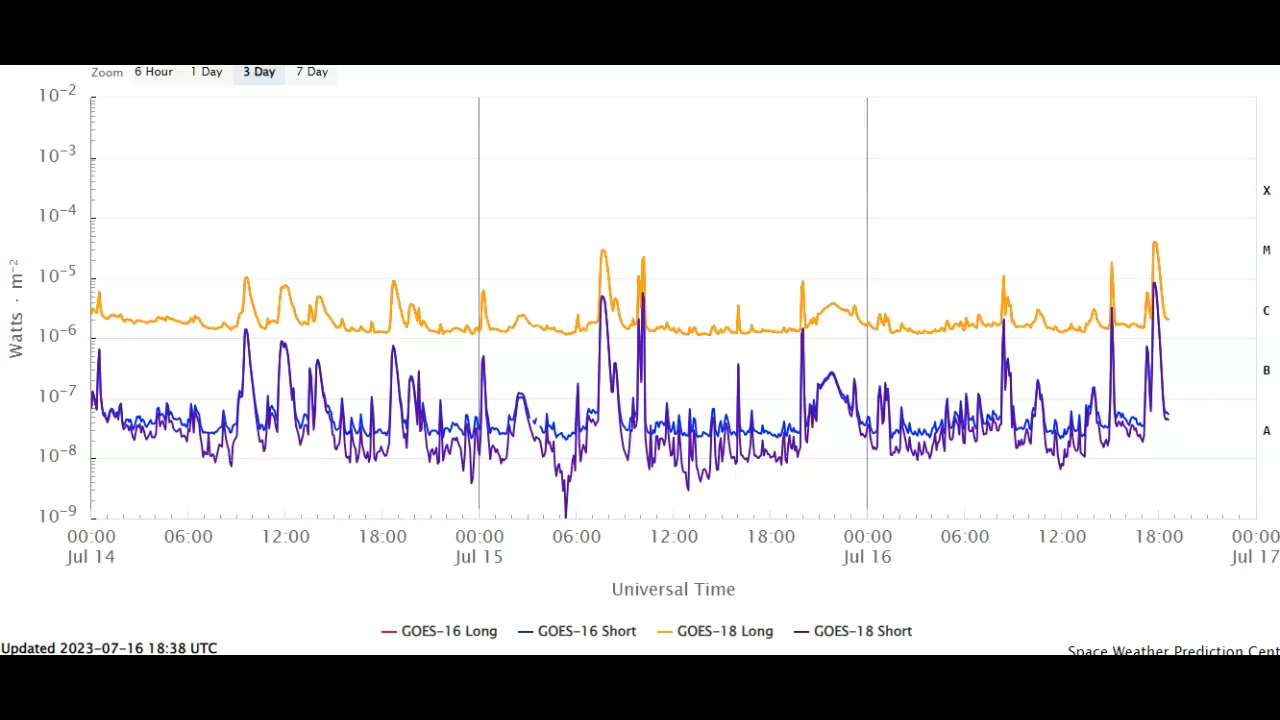 Zoom 6 Hour 1 Day 3 Day 7 Day
10−2
10−3
10−4
10−5
10−6
10−7
10−8
10−9
Watts · m−2
X
M
C
B
A
00:00 06:00 12:00 18:00 00:00 06:00 12:00 18:00 00:00 06:00 12:00 18:00 00:00
Jul 14 Jul 15 Jul 16 Jul 17
Universal Time
GOES-16 Long GOES-16 Short GOES-18 Long GOES-18 Short
Updated 2023-07-16 18:38 UTC
Space Weather Prediction Cent